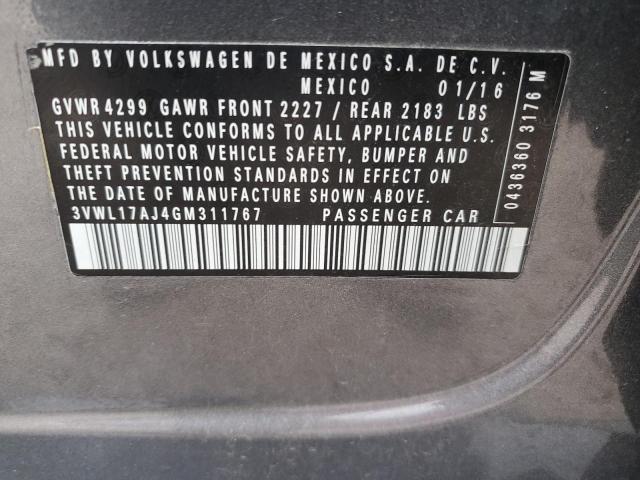 MFD BY VOLKSWAGEN DE MEXICO S.A. DE C.V.
MEXICO 01/16
GVWR 4299 GAWR FRONT 2227 / REAR 2183 LBS
THIS VEHICLE CONFORMS TO ALL APPLICABLE U.S.
FEDERAL MOTOR VEHICLE SAFETY, BUMPER AND
THEFT PREVENTION STANDARDS IN EFFECT ON
THE DATE OF MANUFACTURE SHOWN ABOVE.
3VWL17AJ4GM311767 PASSENGER CAR
0436360 3176 M